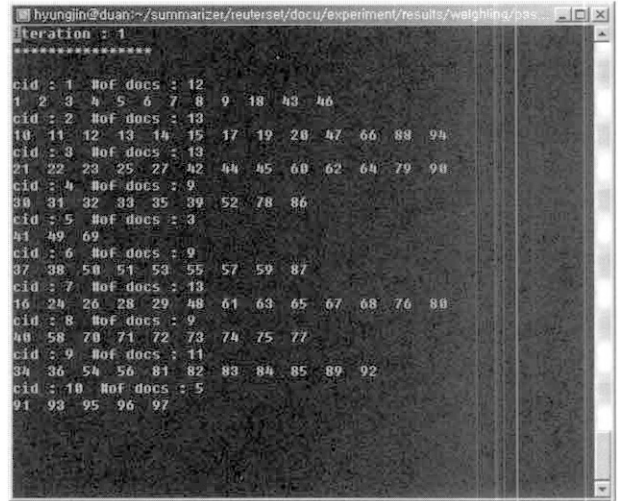 hyungjin@duan:~/summarizer/reuterset/docu/experiment/results/weighting/pas...
iteration : 1
****************
cid : 1 #of docs : 12
1 2 3 4 5 6 7 8 9 18 43 46
cid : 2 #of docs : 13
10 11 12 13 14 15 17 19 20 47 66 88 94
cid : 3 #of docs : 13
21 22 23 25 27 42 44 45 60 62 64 79 90
cid : 4 #of docs : 9
30 31 32 33 35 39 52 78 86
cid : 5 #of docs : 3
41 49 69
cid : 6 #of docs : 9
37 38 50 51 53 55 57 59 87
cid : 7 #of docs : 13
16 24 26 28 29 48 61 63 65 67 68 76 80
cid : 8 #of docs : 9
40 58 70 71 72 73 74 75 77
cid : 9 #of docs : 11
34 36 54 56 81 82 83 84 85 89 92
cid : 10 #of docs : 5
91 93 95 96 97